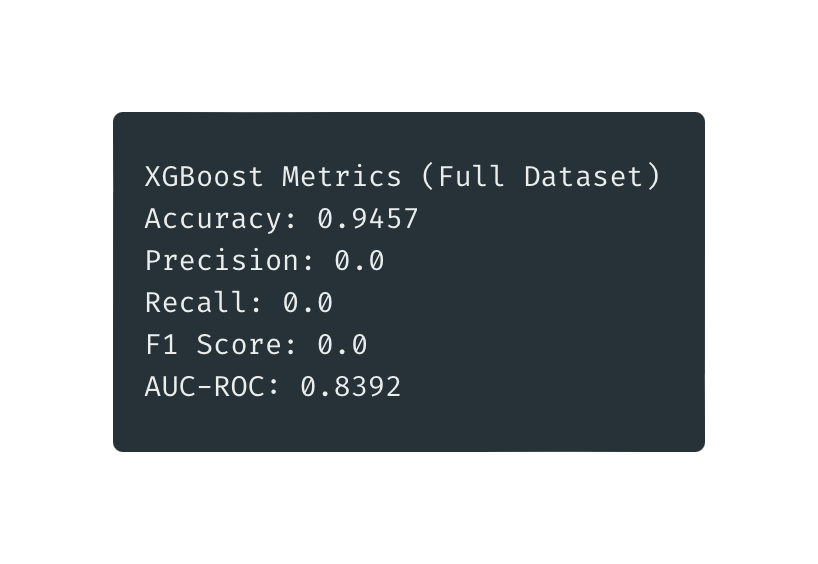 XGBoost Metrics (Full Dataset)
Accuracy: 0.9457
Precision: 0.0
Recall: 0.0
F1 Score: 0.0
AUC-ROC: 0.8392